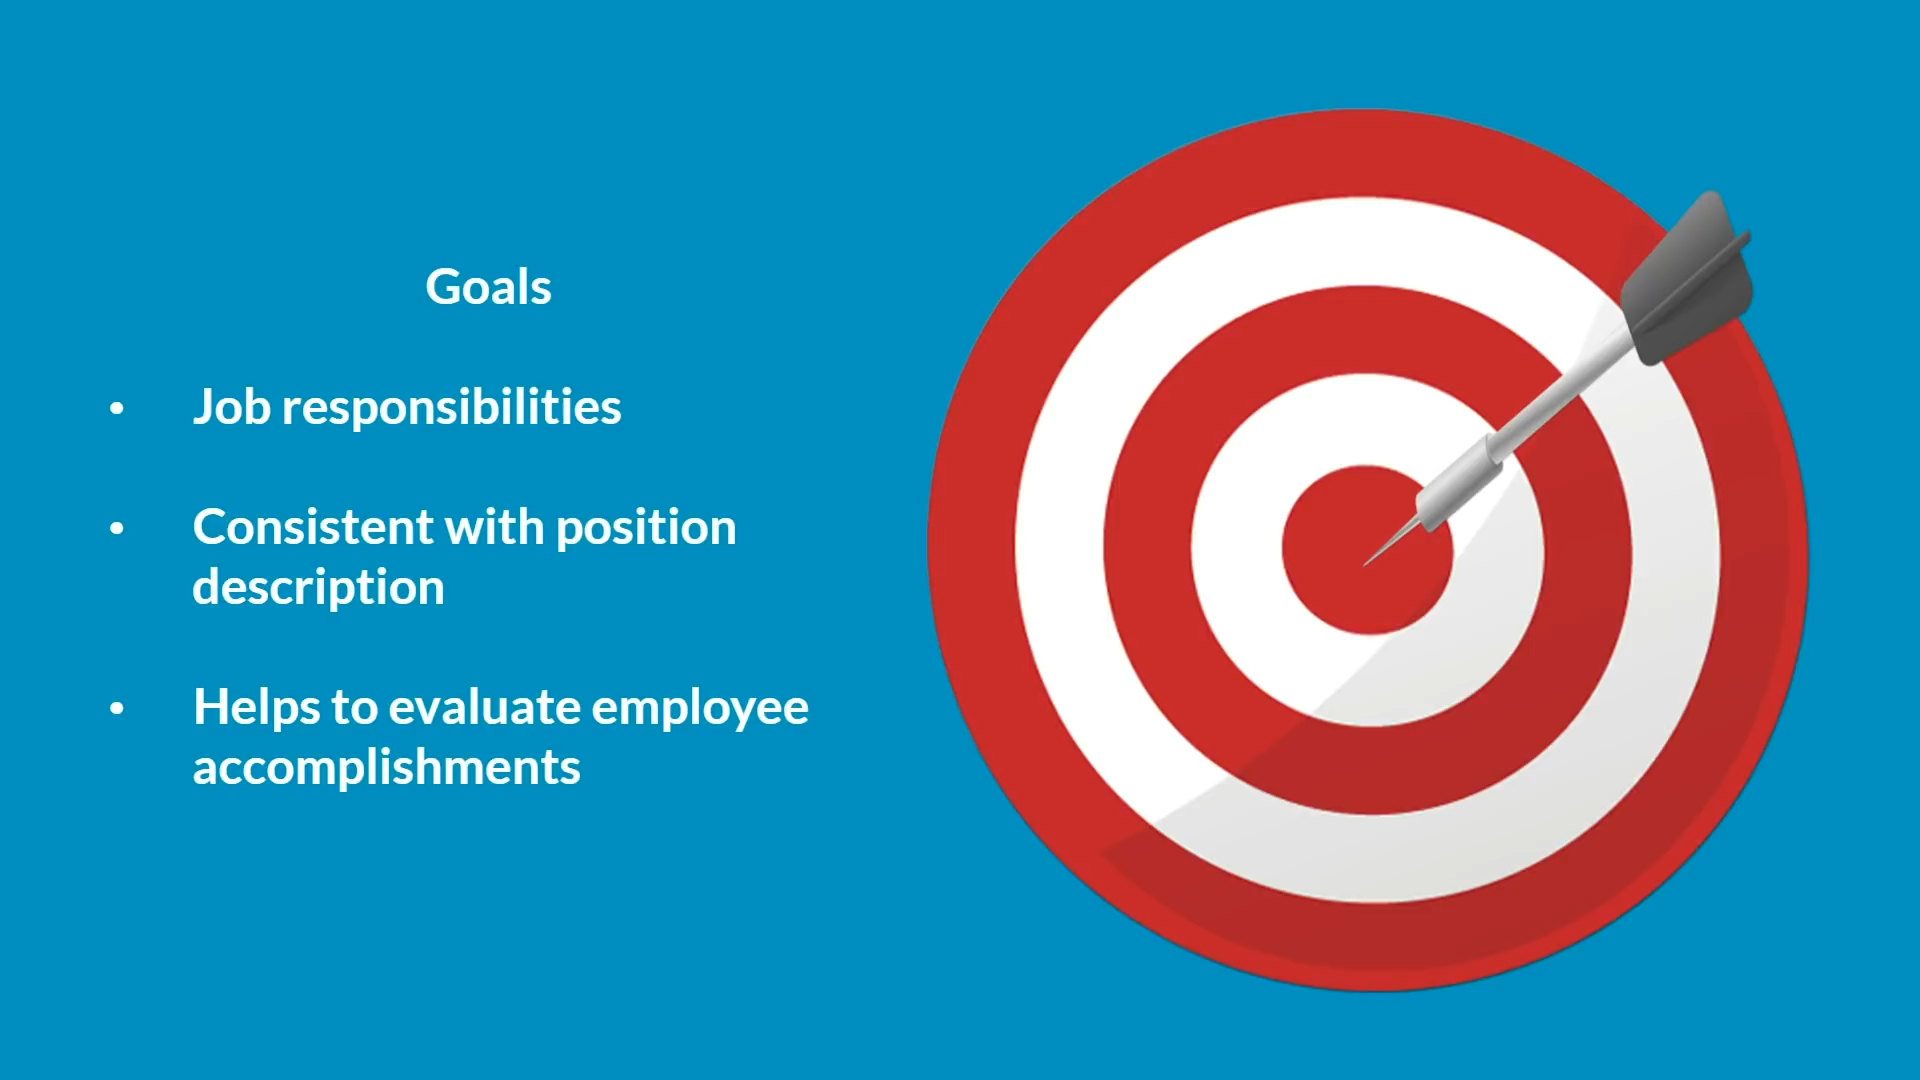 Goals
• Job responsibilities
• Consistent with position
description
• Helps to evaluate employee
accomplishments